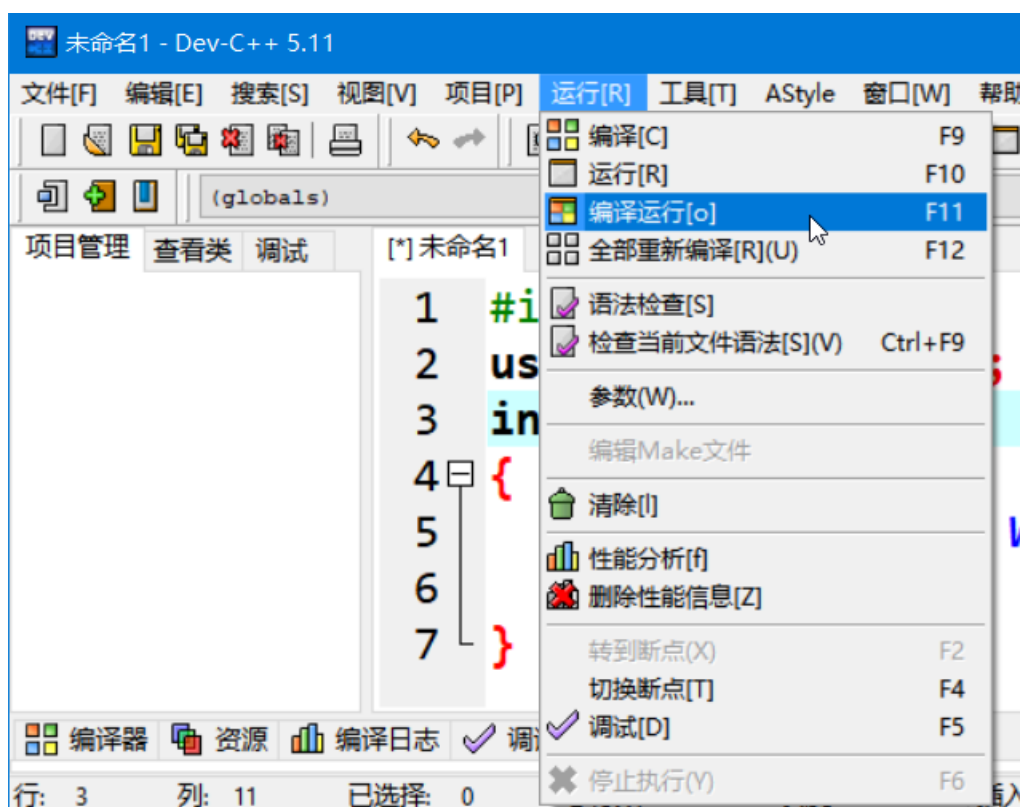 未命名1 - Dev-C++ 5.11
文件[F] 编辑[E] 搜索[S] 视图[V] 项目[P] 运行[R] 工具[T] AStyle 窗口[W] 帮助
(globals)
项目管理 查看类 调试
[*] 未命名1
1 #i
2 us ;
3 in
4 {
5
6
7 }
编译[C] F9
运行[R] F10
编译运行[o] F11
全部重新编译[R](U) F12
语法检查[S]
检查当前文件语法[S](V) Ctrl+F9
参数(W)...
编辑Make文件
清除[l]
性能分析[f]
删除性能信息[Z]
转到断点(X) F2
切换断点[T] F4
调试[D] F5
停止执行(Y) F6
编译器 资源 编译日志 调
行: 3 列: 11 已选择: 0 插入